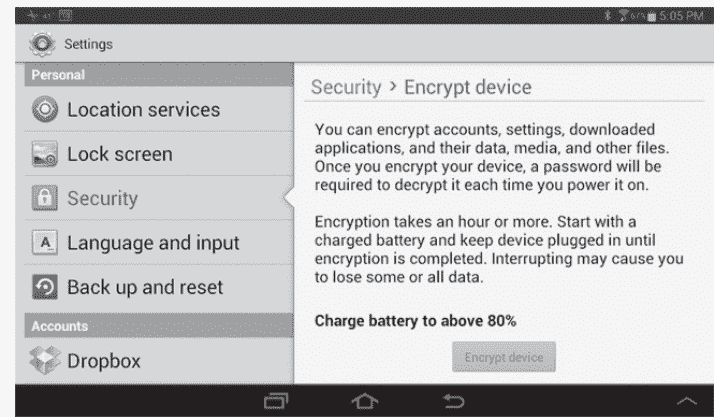 41°
67%
5:05 PM
Settings
Personal
Location services
Lock screen
Security
Language and input
Back up and reset
Accounts
Dropbox
Security > Encrypt device
You can encrypt accounts, settings, downloaded
applications, and their data, media, and other files.
Once you encrypt your device, a password will be
required to decrypt it each time you power it on.
Encryption takes an hour or more. Start with a
charged battery and keep device plugged in until
encryption is completed. Interrupting may cause you
to lose some or all data.
Charge battery to above 80%
Encrypt device